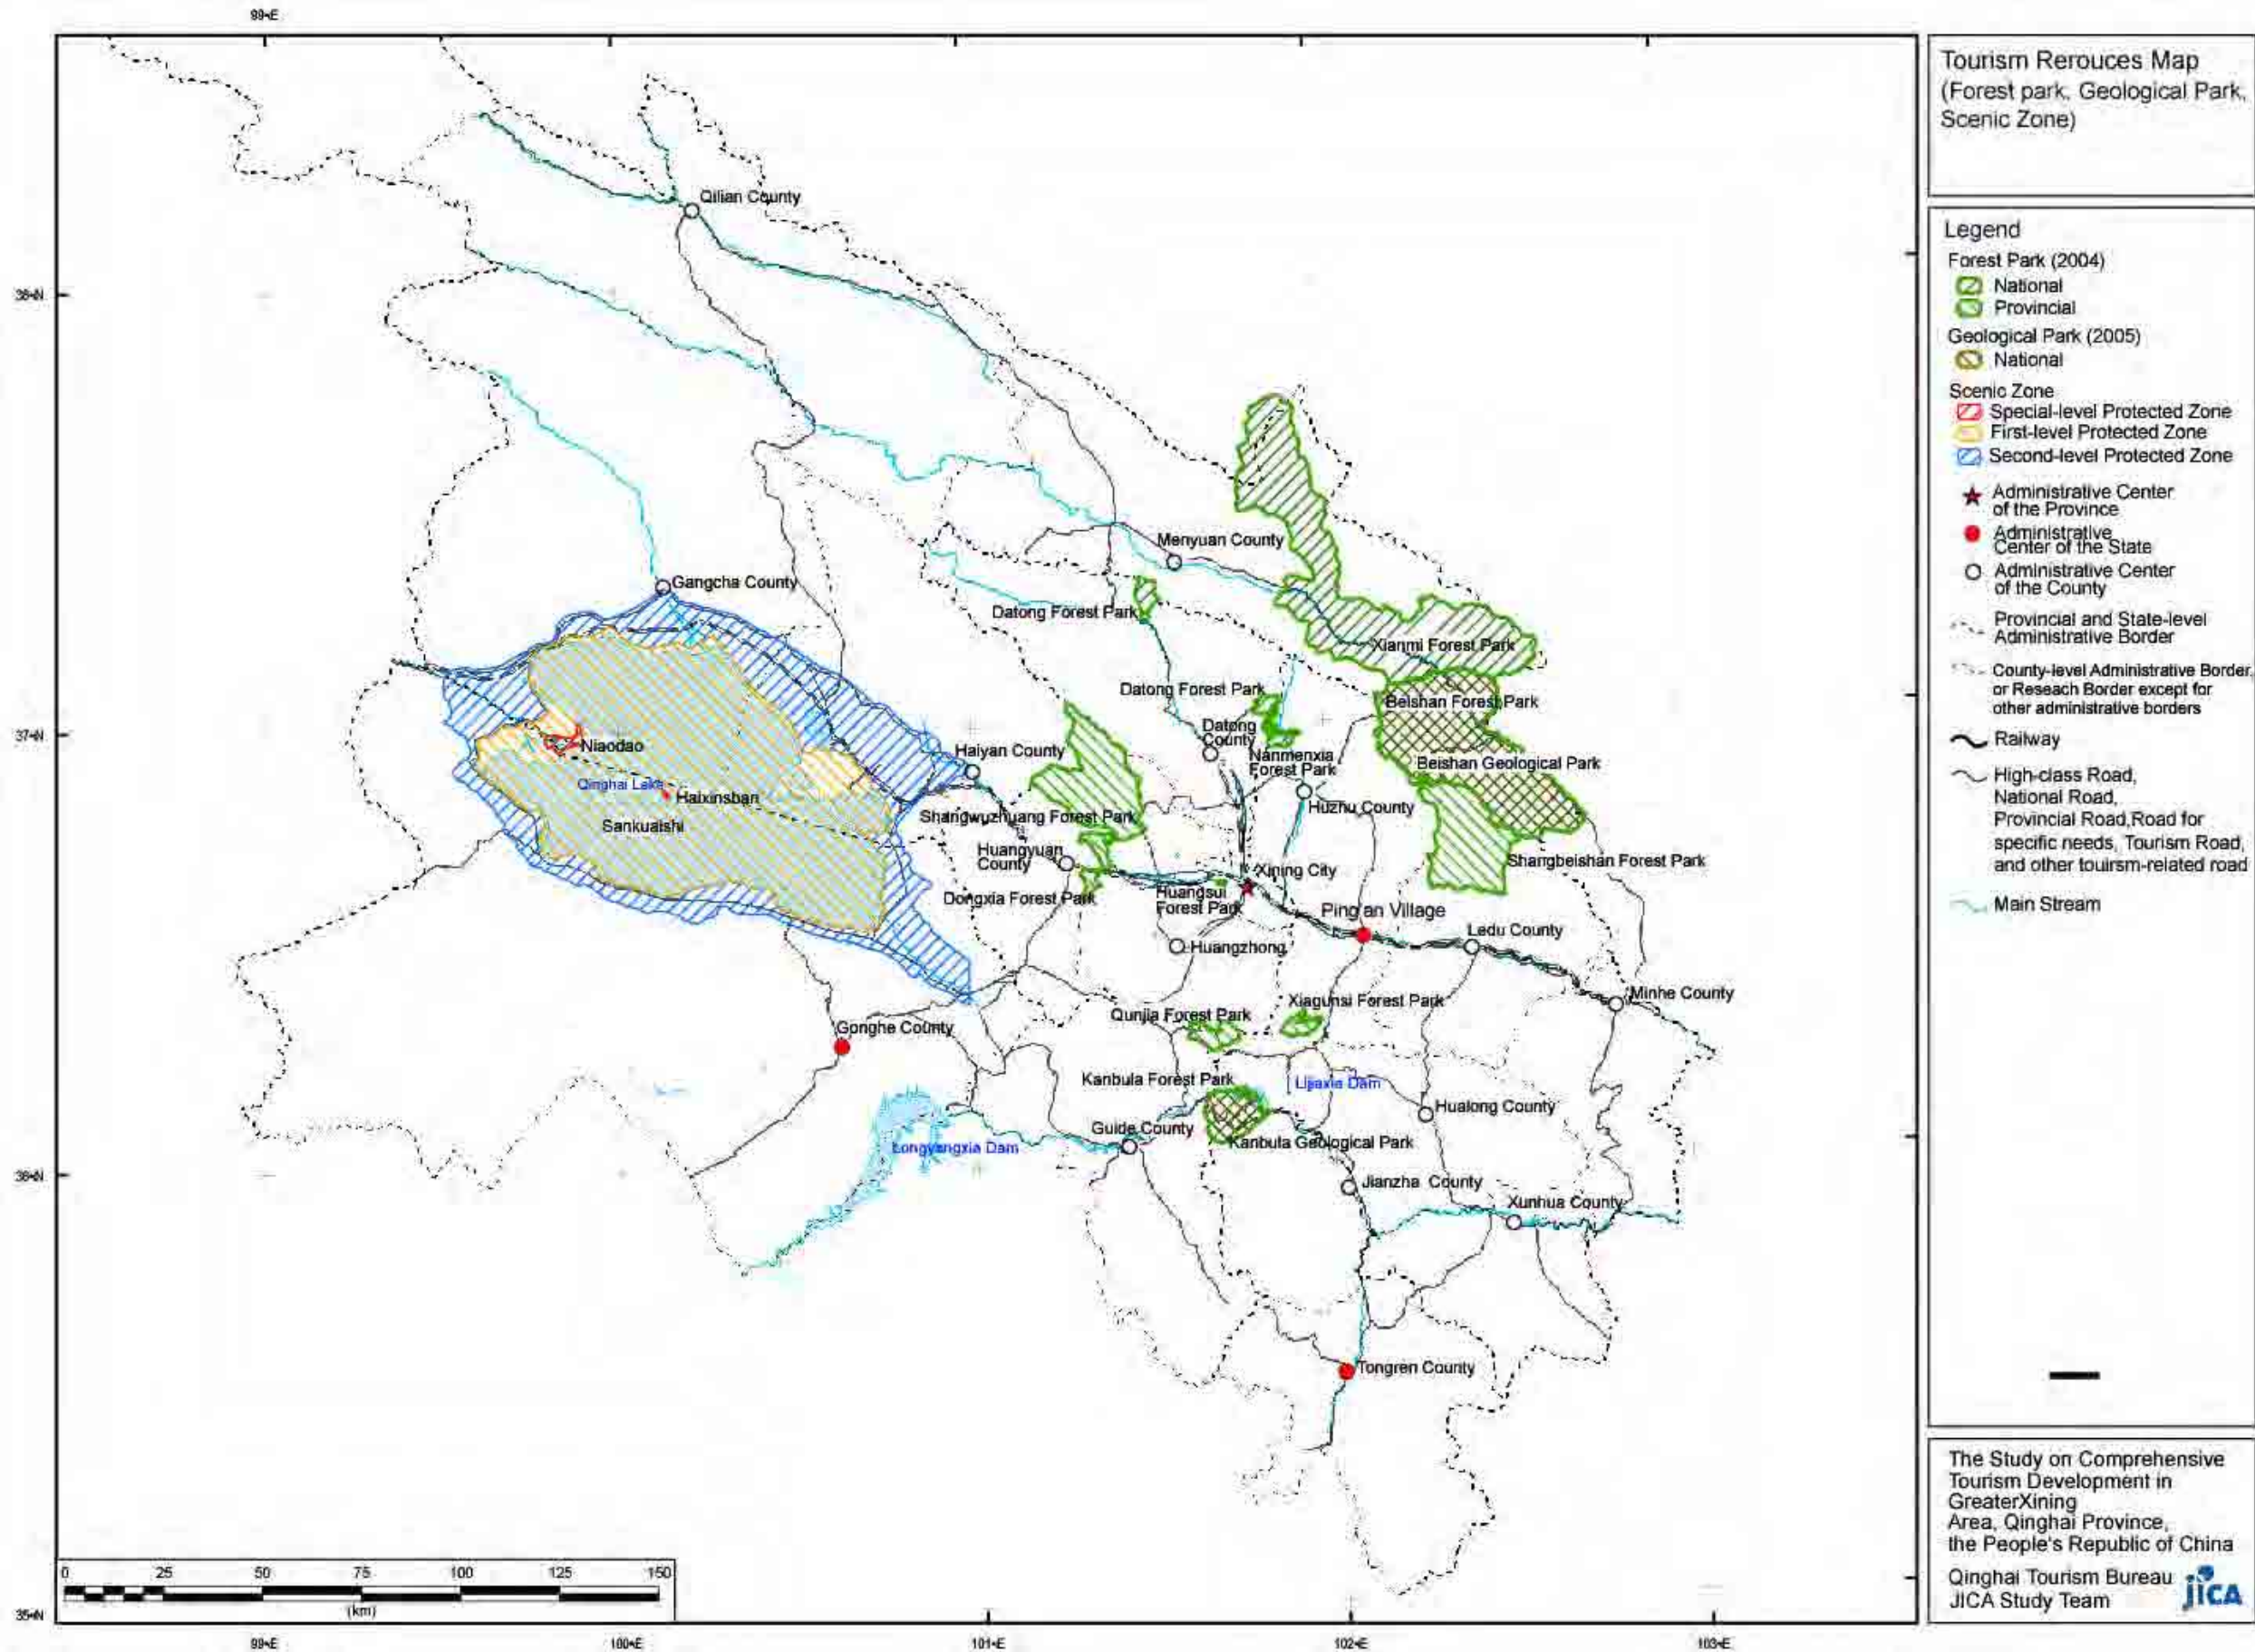 99°E
Tourism Rerouces Map
(Forest park, Geological Park,
Scenic Zone)
Legend
Forest Park (2004)
National
Provincial
Geological Park (2005)
National
Scenic Zone
Special-level Protected Zone
First-level Protected Zone
Second-level Protected Zone
Administrative Center
of the Province
Administrative
Center of the State
Administrative Center
of the County
Provincial and State-level
Administrative Border
County-level Administrative Border,
or Reseach Border except for
other administrative borders
Railway
High-class Road,
National Road,
Provincial Road,Road for
specific needs, Tourism Road,
and other touirsm-related road
Main Stream
The Study on Comprehensive
Tourism Development in
GreaterXining
Area, Qinghai Province,
the People's Republic of China
Qinghai Tourism Bureau
JICA Study Team
jICA
Qilian County
38°N
Menyuan County
Gangcha County
Datong Forest Park
Xianmi Forest Park
Datong Forest Park
Beishan Forest Park
37°N
Datong
County
Niaodao
Haiyan County
Nanmenxia
Forest Park
Beishan Geological Park
Qinghai Lake
Haixinshan
Huzhu County
Sankuaishi
Shangwuzhuang Forest Park
Huangyuan
County
Shangbeishan Forest Park
Xining City
Dongxia Forest Park
Huangsui
Forest Park
Ping'an Village
Ledu County
Huangzhong
Minhe County
Xiagunsi Forest Park
Qunjia Forest Park
Gonghe County
Kanbula Forest Park
Lijiaxia Dam
Hualong County
Guide County
Kanbula Geological Park
Longyangxia Dam
36°N
Jianzha County
Xunhua County
Tongren County
0 25 50 75 100 125 150
(km)
35°N
99°E 100°E 101°E 102°E 103°E